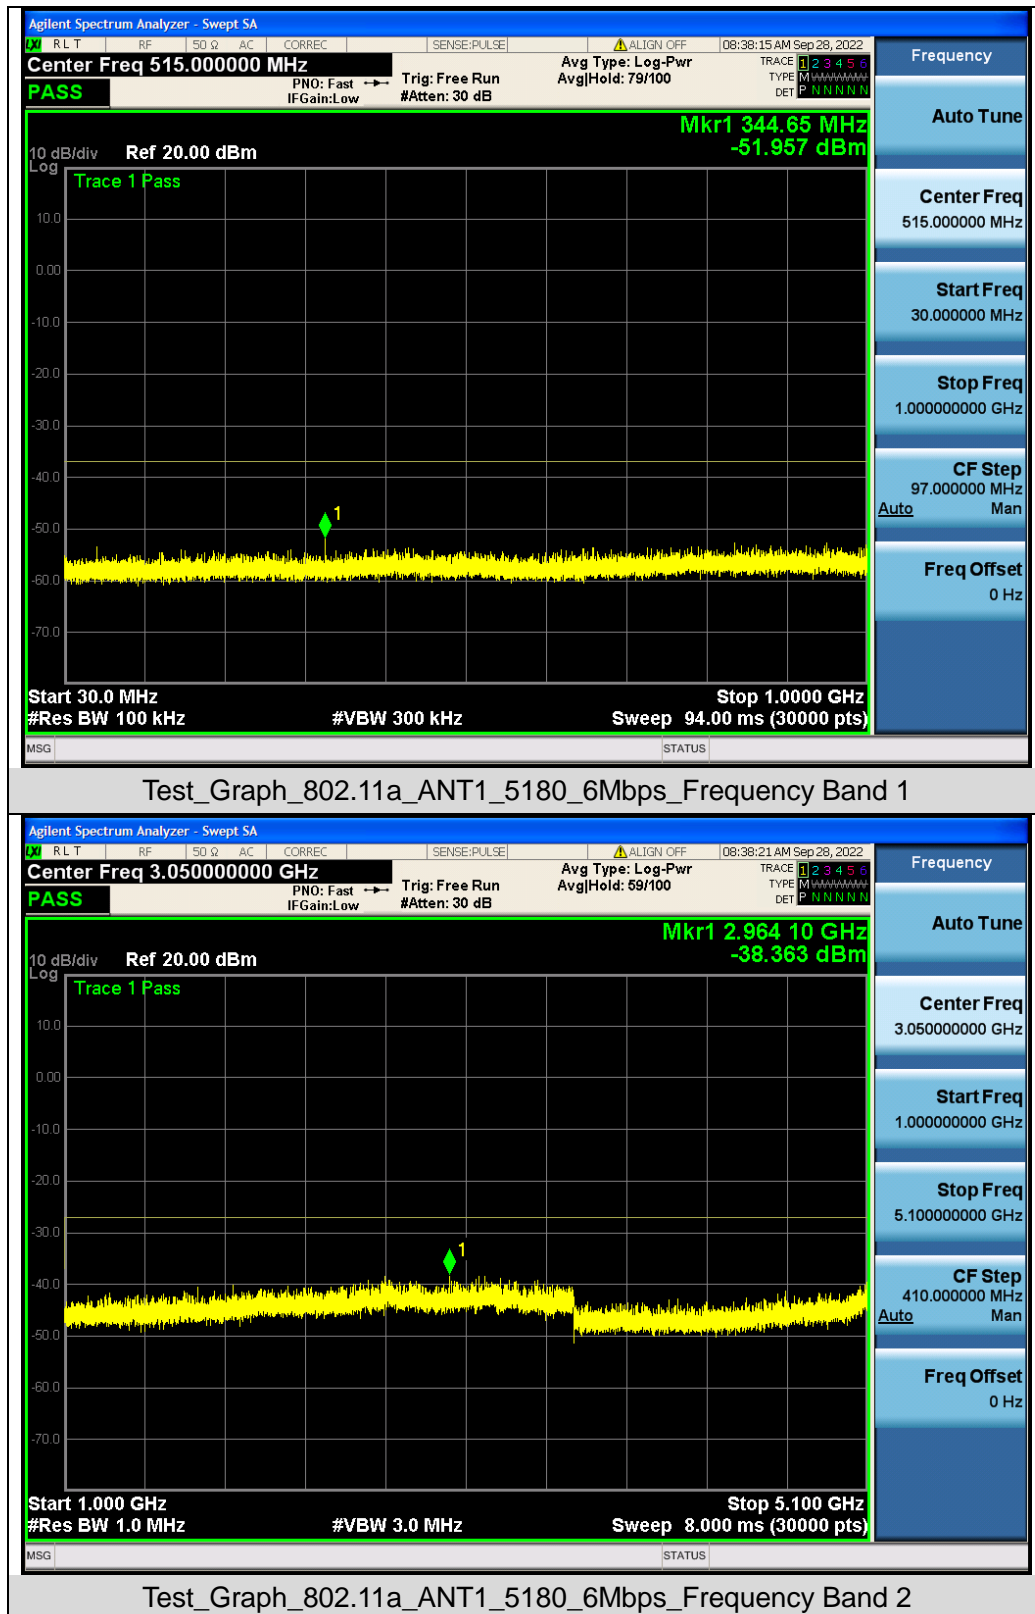 Agilent Spectrum Analyzer - Swept SA
LXI RLT RF 50 Ω AC CORREC SENSE:PULSE ALIGN OFF 08:38:15 AM Sep 28, 2022
Center Freq 515.000000 MHz
PASS
PNO: Fast
IFGain:Low
Trig: Free Run
#Atten: 30 dB
Avg Type: Log-Pwr
Avg|Hold: 79/100
TRACE 1 2 3 4 5 6
TYPE M
DET P N N N N N
Mkr1 344.65 MHz
-51.957 dBm
10 dB/div Ref 20.00 dBm
Log
Trace 1 Pass
10.0
0.00
-10.0
-20.0
-30.0
-40.0
-50.0
-60.0
-70.0
1
Start 30.0 MHz Stop 1.0000 GHz
#Res BW 100 kHz #VBW 300 kHz Sweep 94.00 ms (30000 pts)
MSG STATUS
Frequency
Auto Tune
Center Freq
515.000000 MHz
Start Freq
30.000000 MHz
Stop Freq
1.000000000 GHz
CF Step
97.000000 MHz
Auto Man
Freq Offset
0 Hz
Test_Graph_802.11a_ANT1_5180_6Mbps_Frequency Band 1
Agilent Spectrum Analyzer - Swept SA
LXI RLT RF 50 Ω AC CORREC SENSE:PULSE ALIGN OFF 08:38:21 AM Sep 28, 2022
Center Freq 3.050000000 GHz
PASS
PNO: Fast
IFGain:Low
Trig: Free Run
#Atten: 30 dB
Avg Type: Log-Pwr
Avg|Hold: 59/100
TRACE 1 2 3 4 5 6
TYPE M
DET P N N N N N
Mkr1 2.964 10 GHz
-38.363 dBm
10 dB/div Ref 20.00 dBm
Log
Trace 1 Pass
10.0
0.00
-10.0
-20.0
-30.0
-40.0
-50.0
-60.0
-70.0
1
Start 1.000 GHz Stop 5.100 GHz
#Res BW 1.0 MHz #VBW 3.0 MHz Sweep 8.000 ms (30000 pts)
MSG STATUS
Frequency
Auto Tune
Center Freq
3.050000000 GHz
Start Freq
1.000000000 GHz
Stop Freq
5.100000000 GHz
CF Step
410.000000 MHz
Auto Man
Freq Offset
0 Hz
Test_Graph_802.11a_ANT1_5180_6Mbps_Frequency Band 2